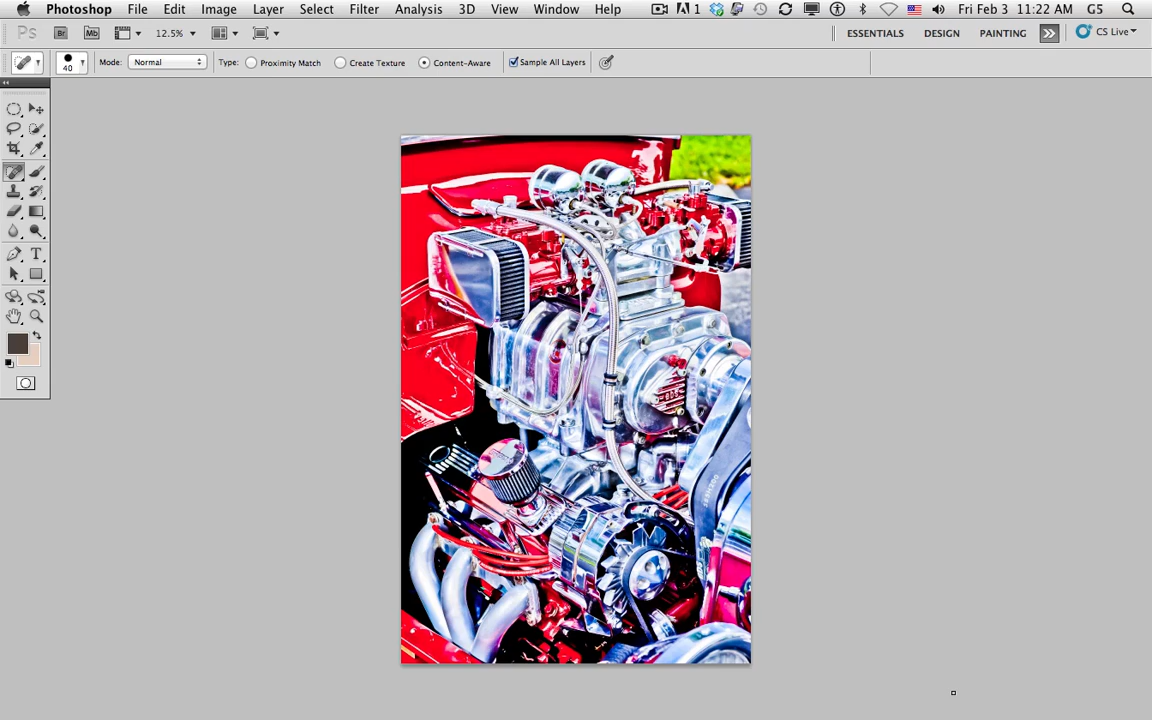 Photoshop File Edit Image Layer Select Filter Analysis 3D View Window Help 1 Fri Feb 3 11:22 AM G5
Ps Br Mb 12.5% ESSENTIALS DESIGN PAINTING CS Live
40 Mode: Normal Type: Proximity Match Create Texture Content-Aware Sample All Layers
T